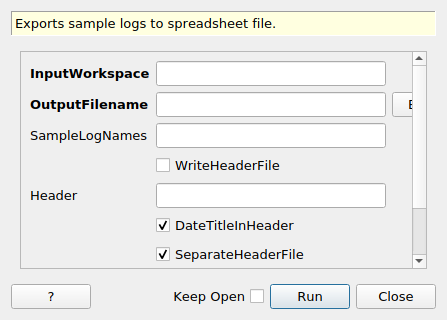 Exports sample logs to spreadsheet file.
InputWorkspace
OutputFilename
SampleLogNames
WriteHeaderFile
Header
DateTitleInHeader
SeparateHeaderFile
? Keep Open Run Close